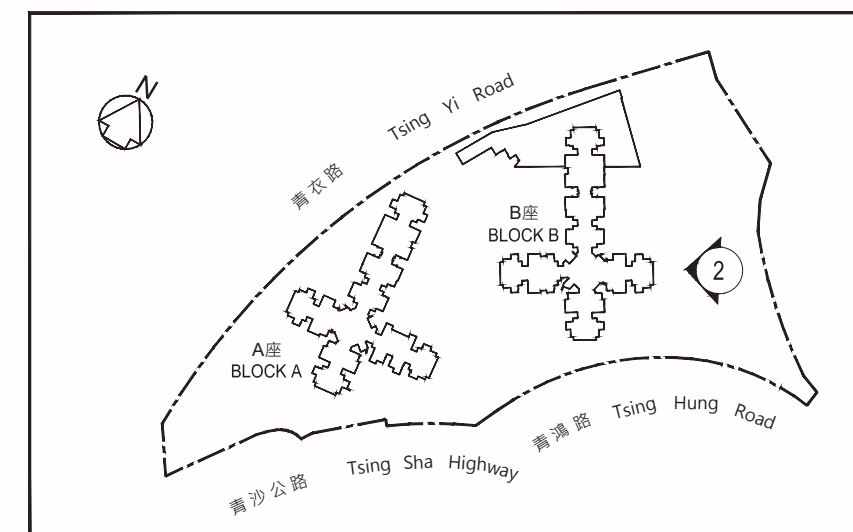 N
青衣路 Tsing Yi Road
B座
BLOCK B
2
A座
BLOCK A
青鴻路 Tsing Hung Road
青沙公路 Tsing Sha Highway